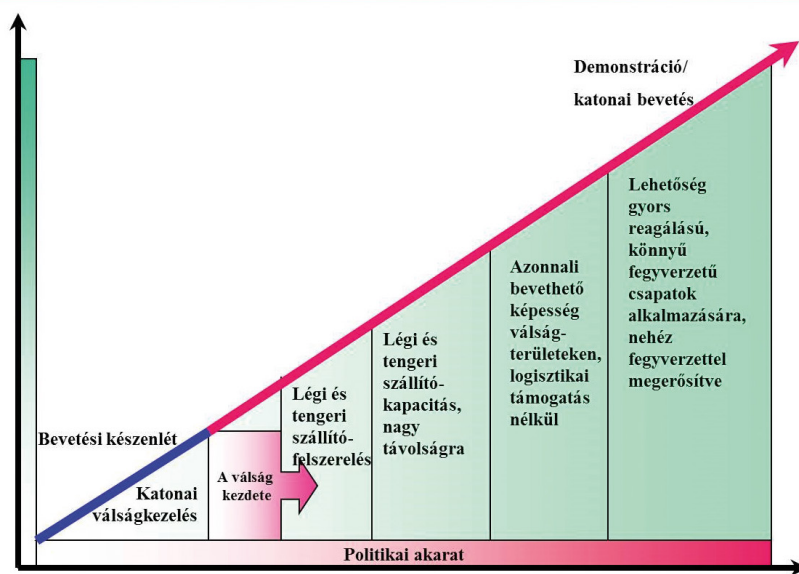 Demonstráció/
katonai bevetés
Bevetési készenlét
Katonai
válságkezelés
A válság
kezdete
Légi és
tengeri
szállító-
felszerelés
Légi és
tengeri
szállító-
kapacitás,
nagy
távolságra
Azonnali
bevethető
képesség
válság-
területeken,
logisztikai
támogatás
nélkül
Lehetőség
gyors
reagálású,
könnyű
fegyverzetű
csapatok
alkalmazására,
nehéz
fegyverzettel
megerősítve
Politikai akarat